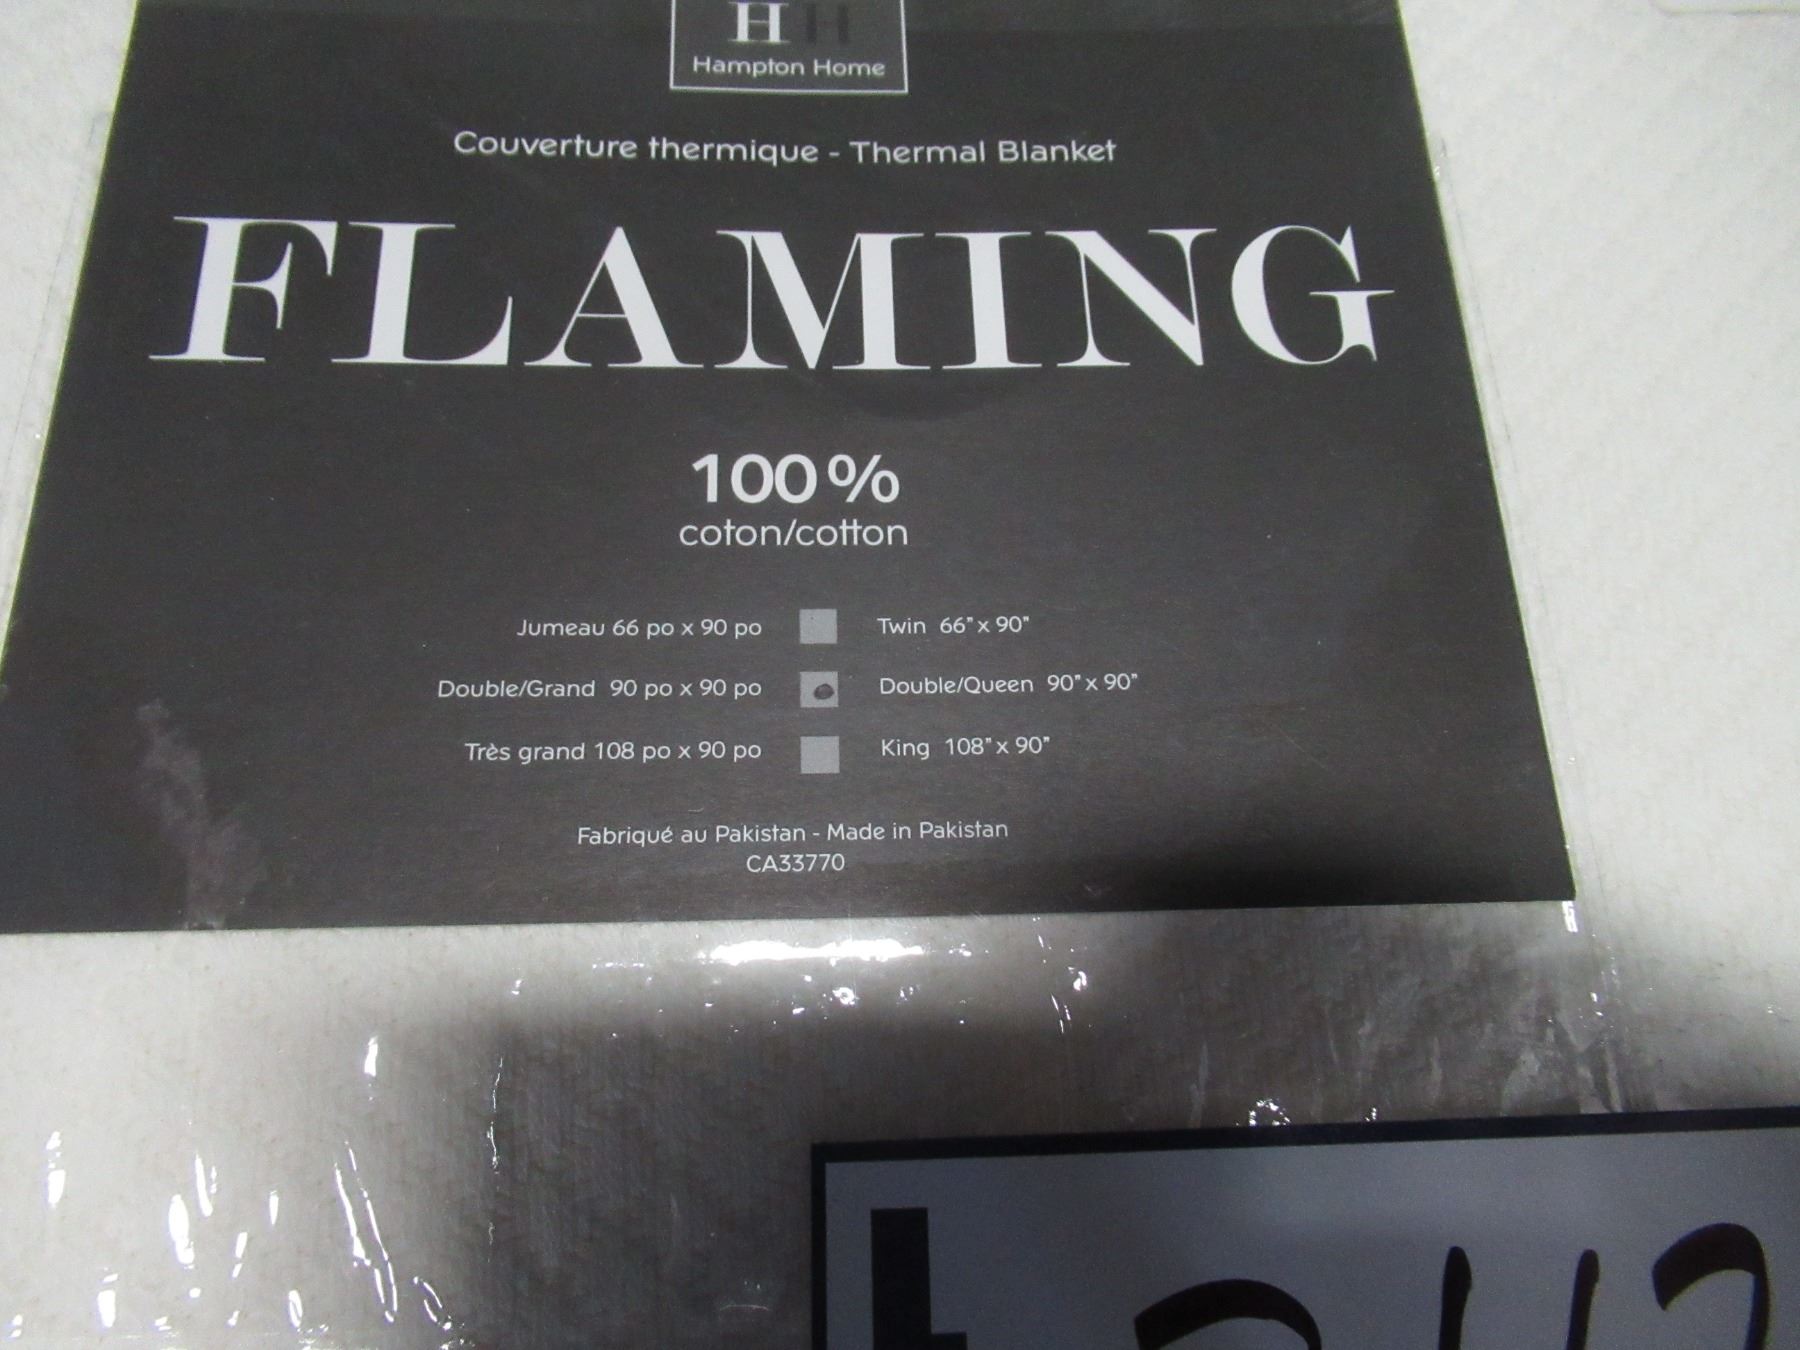 H H
Hampton Home
Couverture thermique - Thermal Blanket
FLAMING
100%
coton/cotton
Jumeau 66 po x 90 po Twin 66" x 90"
Double/Grand 90 po x 90 po Double/Queen 90" x 90"
Très grand 108 po x 90 po King 108" x 90"
Fabriqué au Pakistan - Made in Pakistan
CA33770